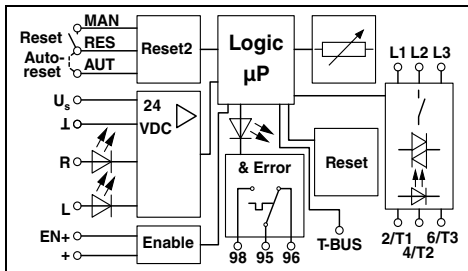 Reset
Auto-
reset
MAN
RES
AUT
Reset2
Logic
µP
L1 L2 L3
Us
⊥
R
L
24
VDC
& Error
Reset
EN+
+
Enable
98 95 96
T-BUS
2/T1
4/T2
6/T3